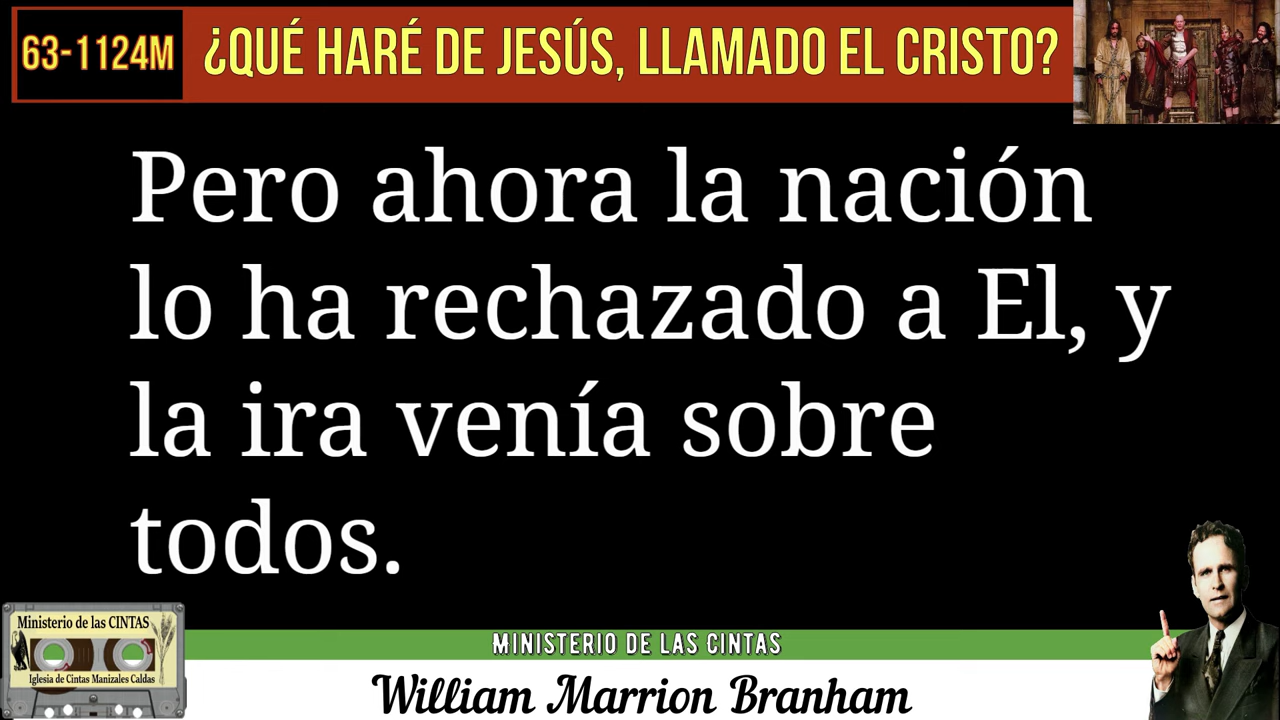 63-1124M
¿QUÉ HARÉ DE JESÚS, LLAMADO EL CRISTO?
Pero ahora la nación
lo ha rechazado a El, y
la ira venía sobre
todos.
Ministerio de las CINTAS
Iglesia de Cintas Manizales Caldas
MINISTERIO DE LAS CINTAS
William Marrion Branham